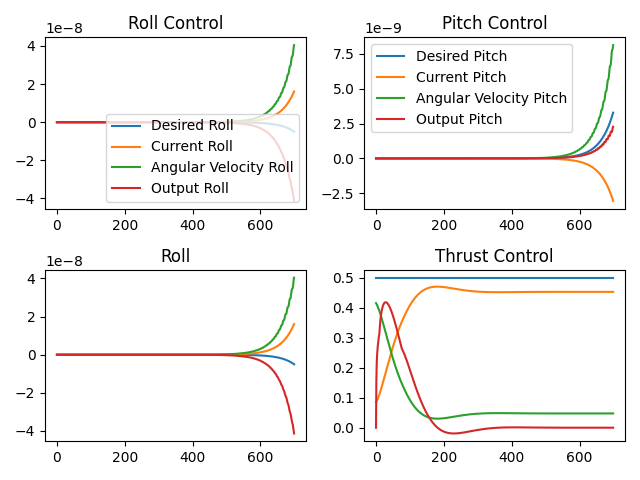 Roll Control
1e−8
4
2
0
−2
−4
Desired Roll
Current Roll
Angular Velocity Roll
Output Roll
0 200 400 600
Pitch Control
1e−9
7.5
5.0
2.5
0.0
−2.5
Desired Pitch
Current Pitch
Angular Velocity Pitch
Output Pitch
0 200 400 600
Roll
1e−8
4
2
0
−2
−4
0 200 400 600
Thrust Control
0.5
0.4
0.3
0.2
0.1
0.0
0 200 400 600